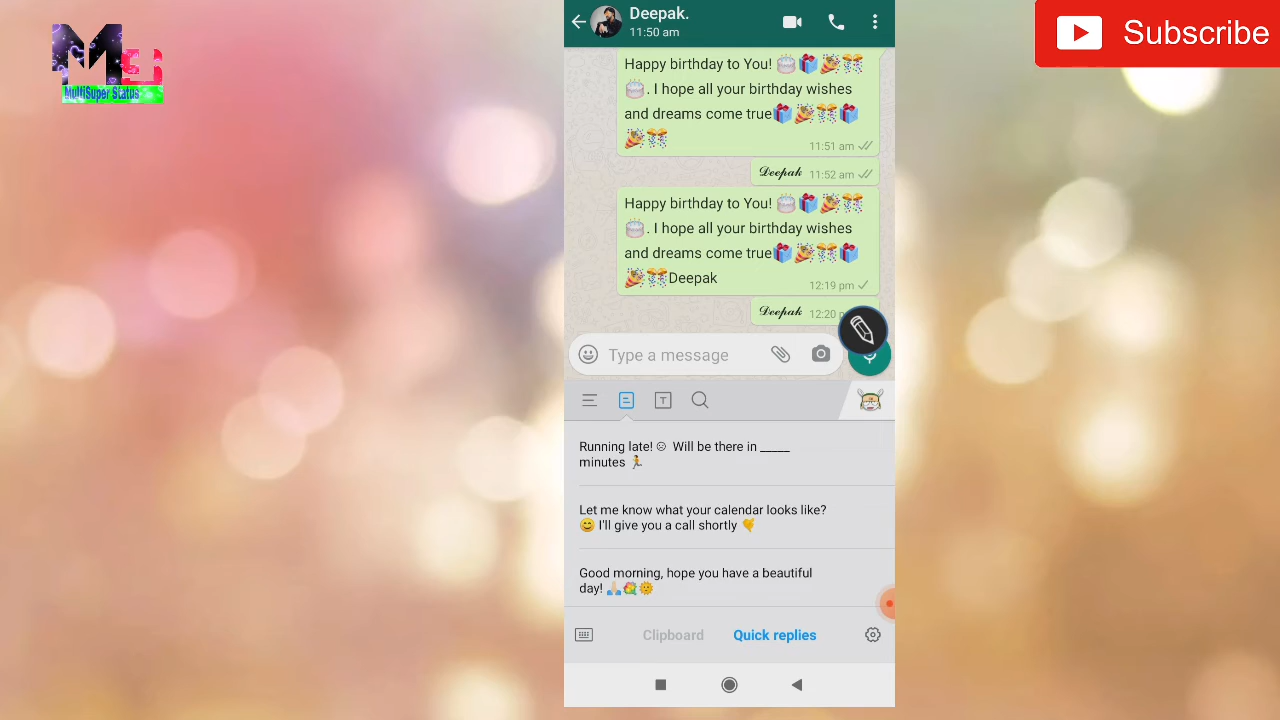 MultiSuper Status
Subscribe
Deepak.
11:50 am
Happy birthday to You! 🎂🎁🎉🎊
🎂. I hope all your birthday wishes
and dreams come true🎁🎉🎊🎁
🎉🎊
11:51 am
𝓓𝓮𝓮𝓹𝓪𝓴 11:52 am
Happy birthday to You! 🎂🎁🎉🎊
🎂. I hope all your birthday wishes
and dreams come true🎁🎉🎊🎁
🎉🎊Deepak
12:19 pm
𝓓𝓮𝓮𝓹𝓪𝓴 12:20
Type a message
Running late! ☹ Will be there in _____
minutes 🏃
Let me know what your calendar looks like?
😊 I'll give you a call shortly 🤙
Good morning, hope you have a beautiful
day! 🙏🏼💐🌞
Clipboard Quick replies